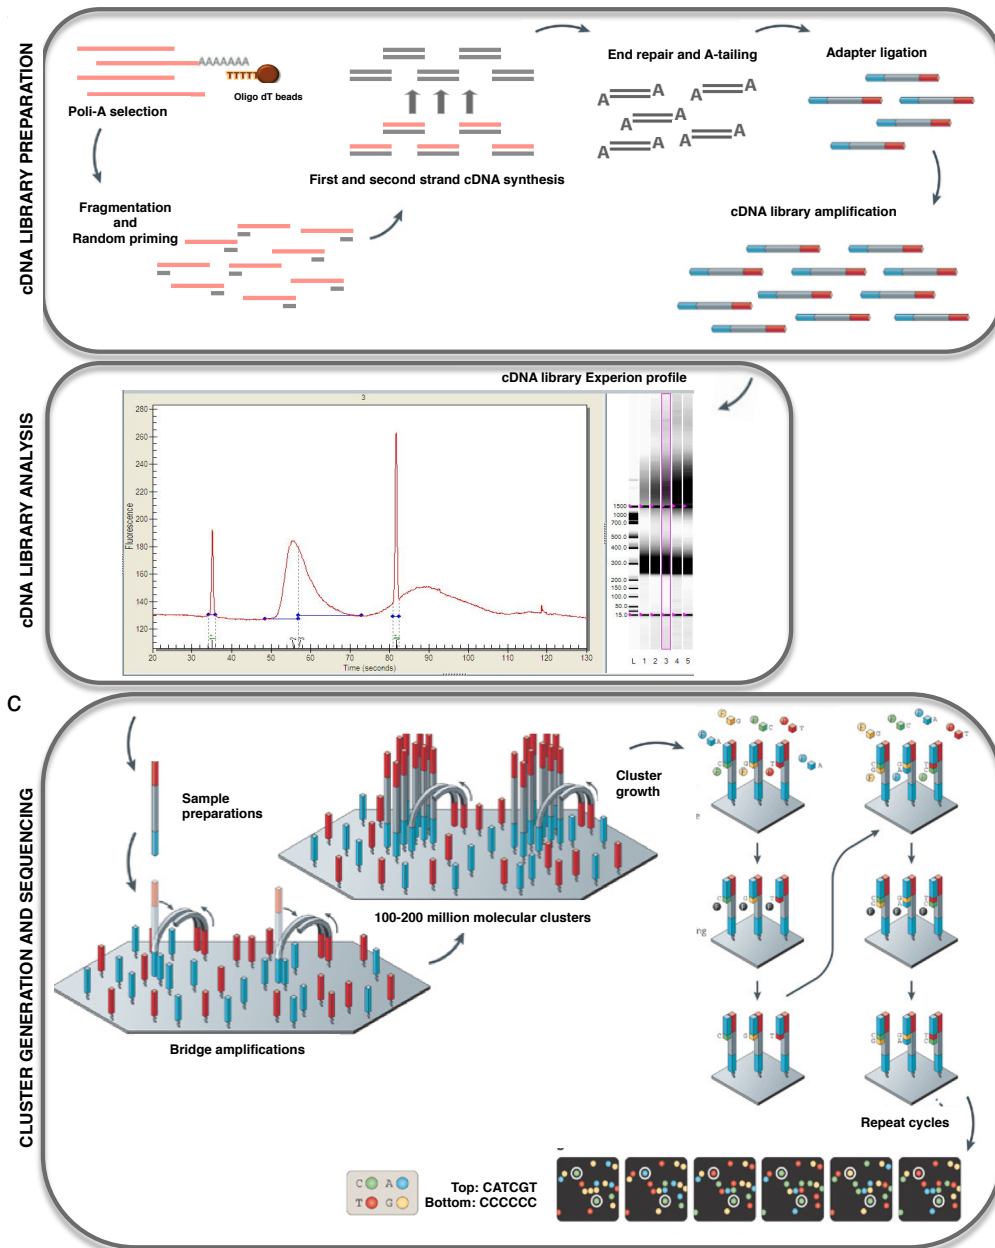 cDNA LIBRARY PREPARATION
AAAAAAA
TTTTT
Oligo dT beads
Poli-A selection
Fragmentation
and
Random priming
First and second strand cDNA synthesis
End repair and A-tailing
A A
A A
A A
A A
A A
Adapter ligation
cDNA library amplification
cDNA LIBRARY ANALYSIS
cDNA library Experion profile
3
Fluorescence
280
260
240
220
200
180
160
140
120
20 30 40 50 60 70 80 90 100 110 120 130
Time (seconds)
1500
1000
700.0
500.0
400.0
300.0
200.0
150.0
100.0
50.0
15.0
L 1 2 3 4 5
C
CLUSTER GENERATION AND SEQUENCING
Sample
preparations
Bridge amplifications
100-200 million molecular clusters
Cluster
growth
Repeat cycles
C A
T G
Top: CATCGT
Bottom: CCCCCC